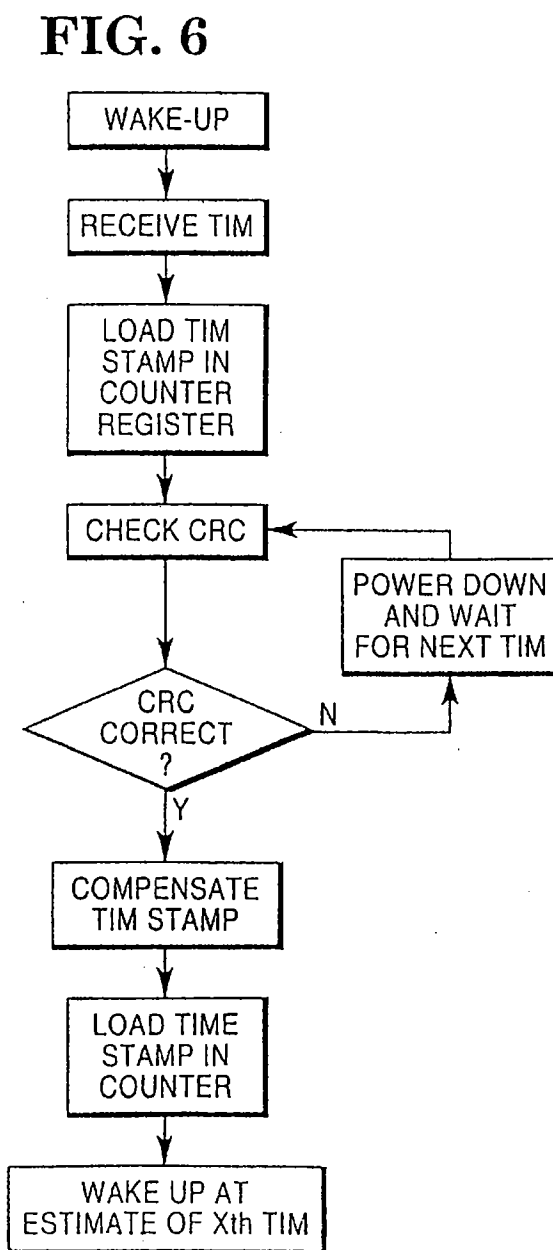 FIG. 6
WAKE-UP
RECEIVE TIM
LOAD TIM
STAMP IN
COUNTER
REGISTER
CHECK CRC
POWER DOWN
AND WAIT
FOR NEXT TIM
CRC
CORRECT
?
N
Y
COMPENSATE
TIM STAMP
LOAD TIME
STAMP IN
COUNTER
WAKE UP AT
ESTIMATE OF Xth TIM